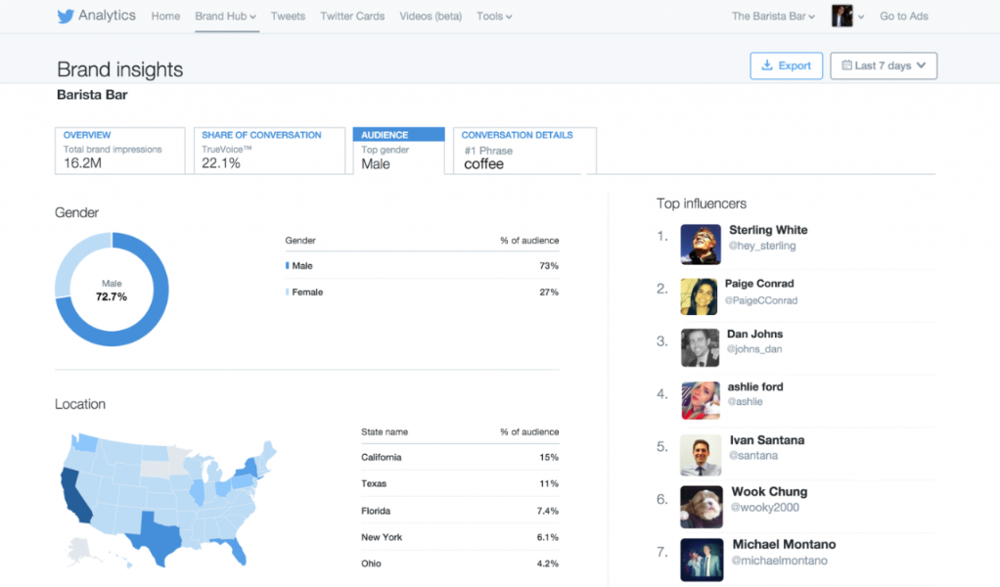 Analytics Home Brand Hub Tweets Twitter Cards Videos (beta) Tools The Barista Bar Go to Ads
Brand insights
Export Last 7 days
Barista Bar
OVERVIEW
Total brand impressions
16.2M
SHARE OF CONVERSATION
TrueVoice™
22.1%
AUDIENCE
Top gender
Male
CONVERSATION DETAILS
#1 Phrase
coffee
Gender
Male
72.7%
Gender % of audience
Male 73%
Female 27%
Location
State name % of audience
California 15%
Texas 11%
Florida 7.4%
New York 6.1%
Ohio 4.2%
Top influencers
1. Sterling White
@hey_sterling
2. Paige Conrad
@PaigeCConrad
3. Dan Johns
@johns_dan
4. ashlie ford
@ashlie
5. Ivan Santana
@santana
6. Wook Chung
@wooky2000
7. Michael Montano
@michaelmontano